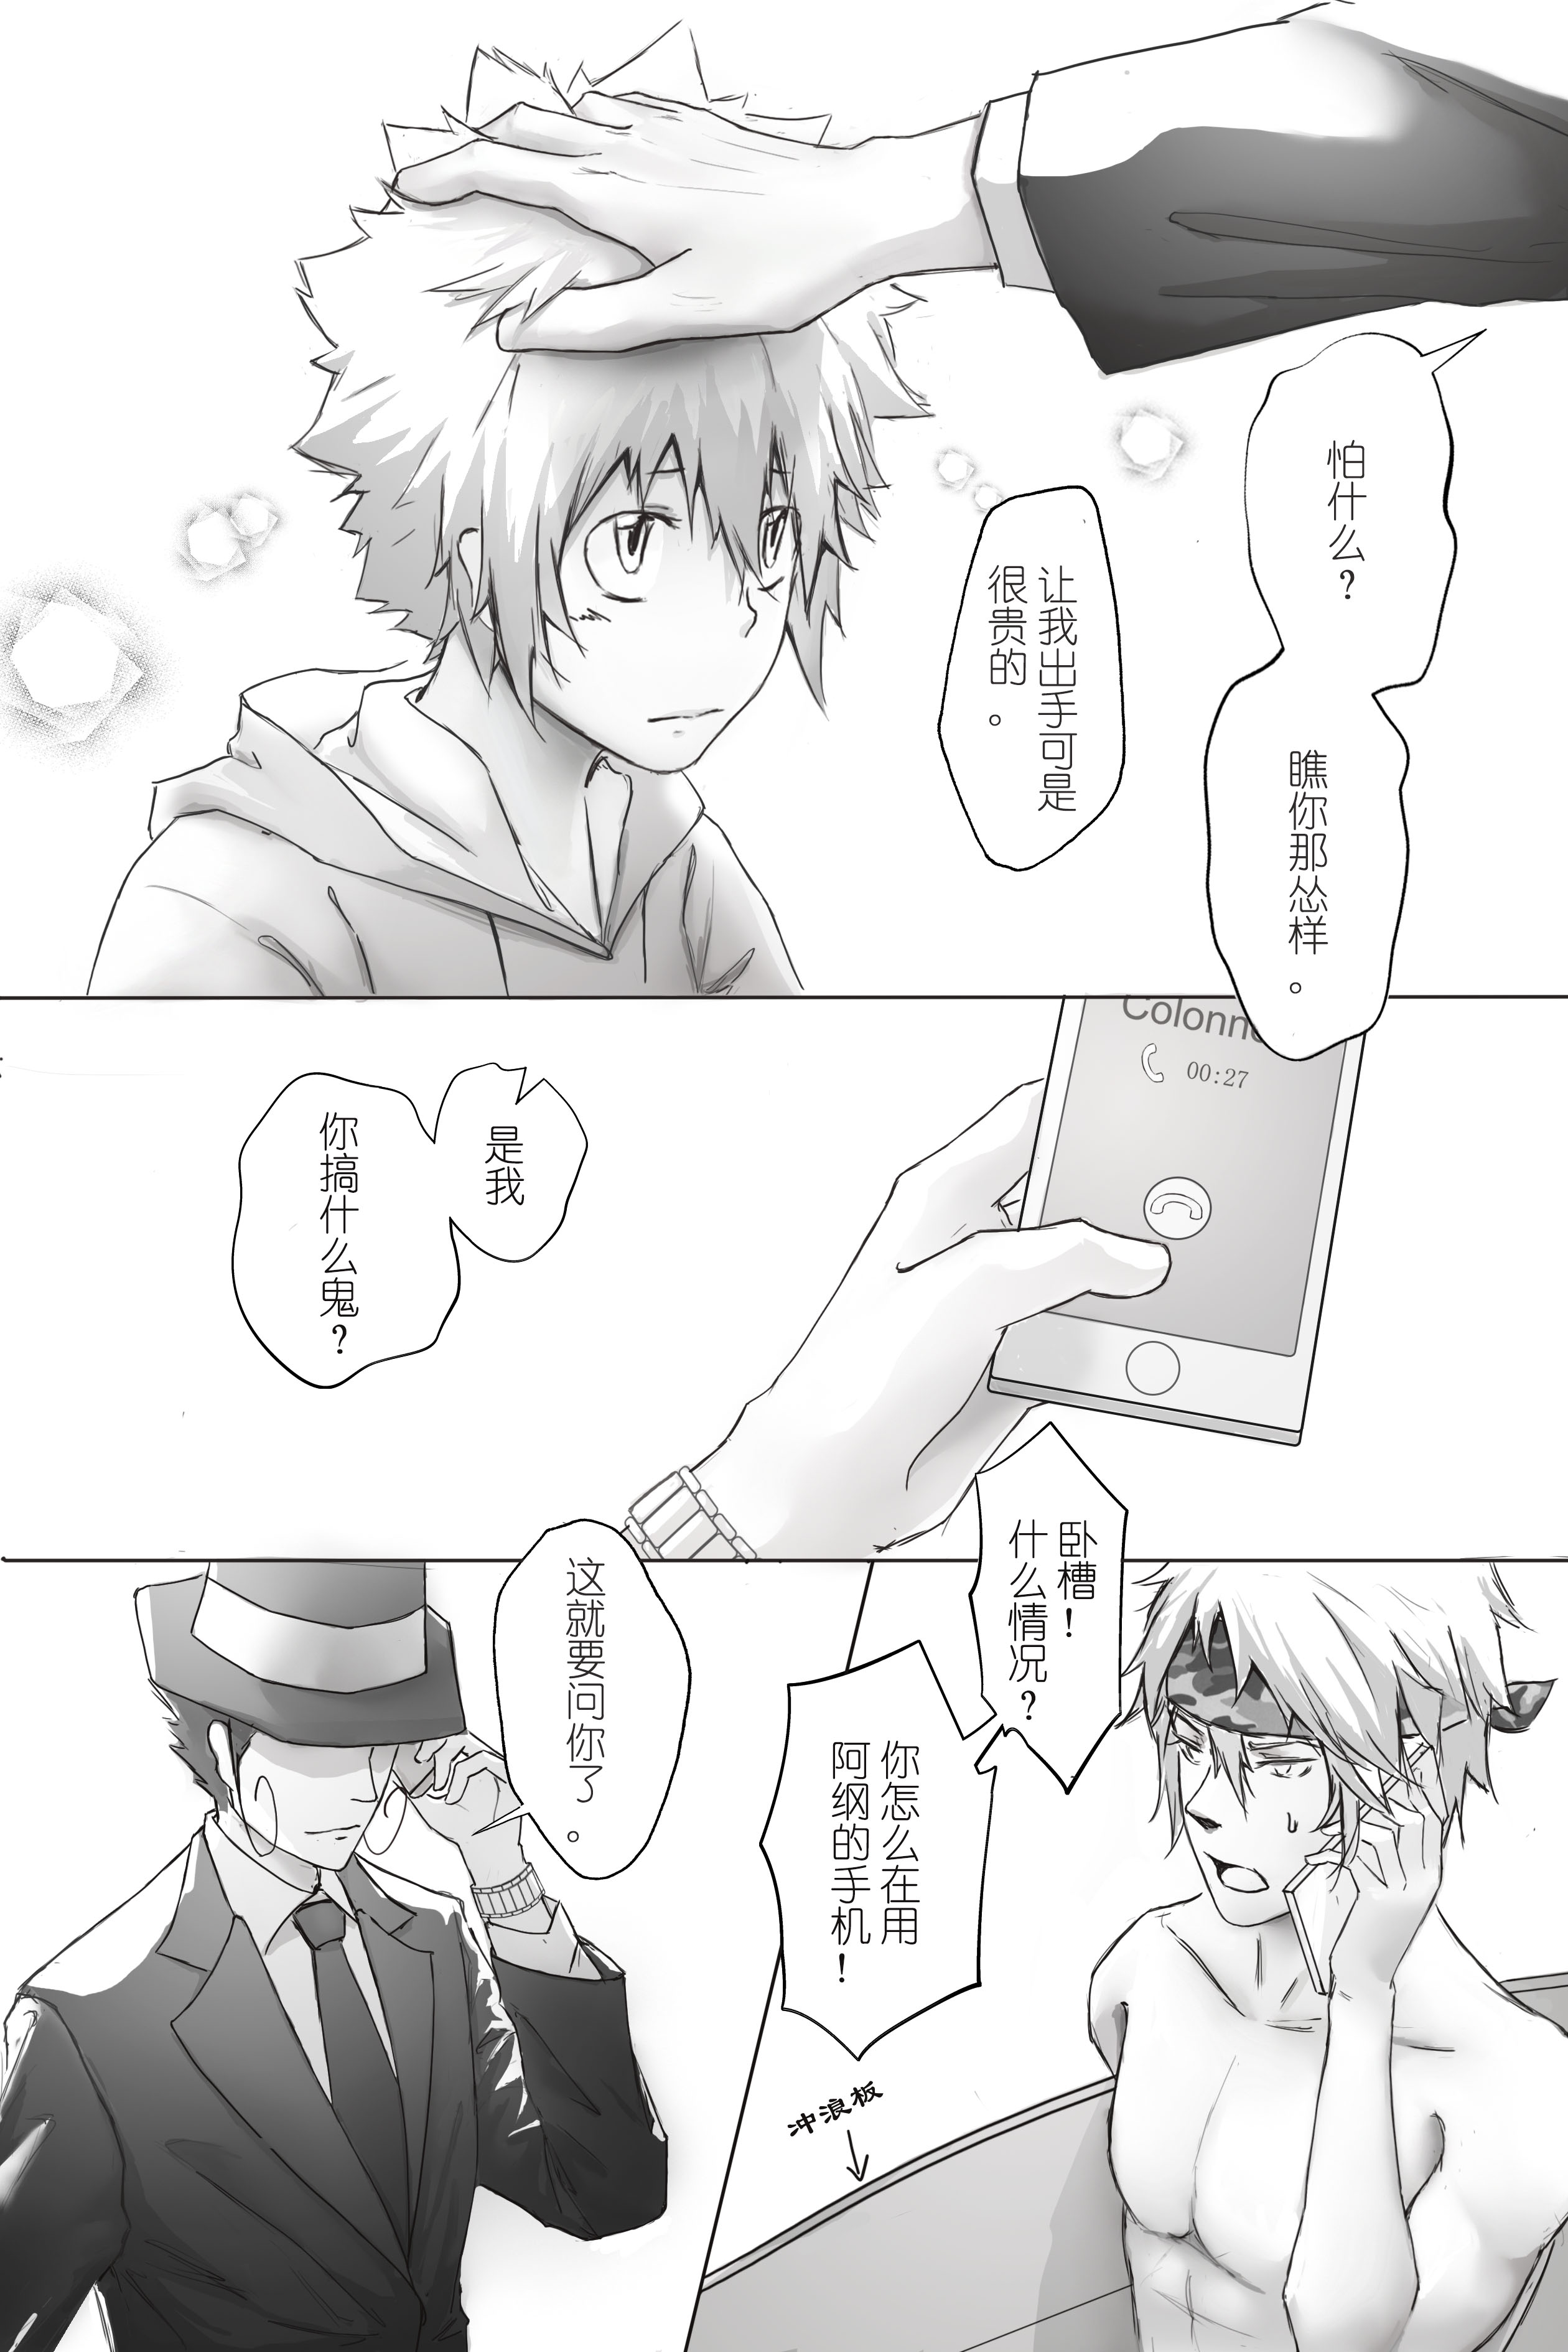 怕什么？
瞧你那怂样。
让我出手可是
很贵的。
Colonn
00:27
是我
你搞什么鬼？
卧槽！
什么情况？
你怎么在用
阿纲的手机！
冲浪板
这就要问你了。